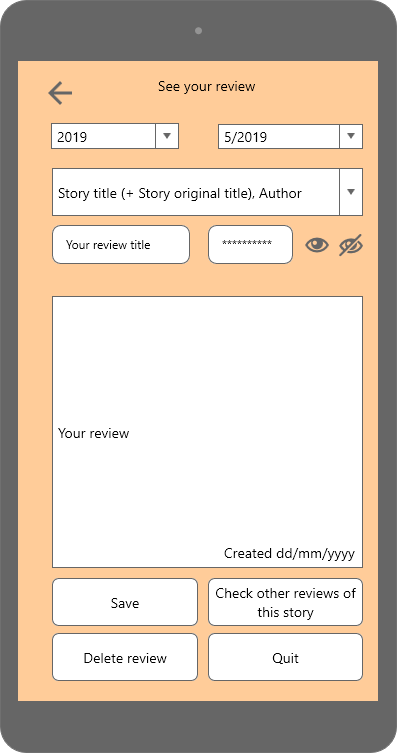 See your review
2019
5/2019
Story title (+ Story original title), Author
Your review title
**********
Your review
Created dd/mm/yyyy
Save
Check other reviews of
this story
Delete review
Quit